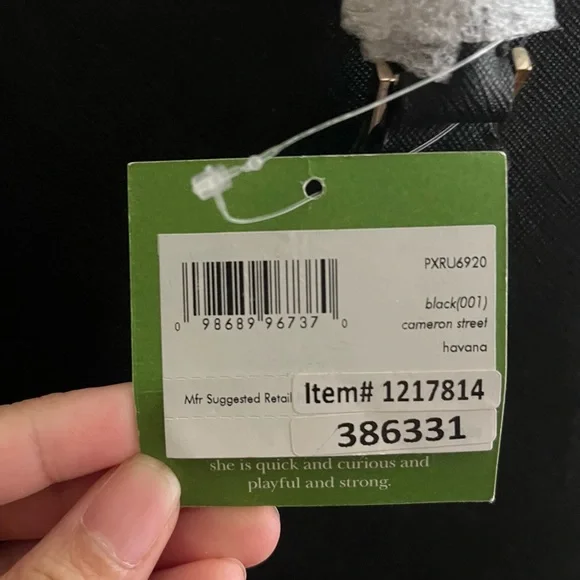 PXRU6920
0 98689 96737 0
black(001)
cameron street
havana
Mfr Suggested Retail
Item# 1217814
386331
she is quick and curious and
playful and strong.